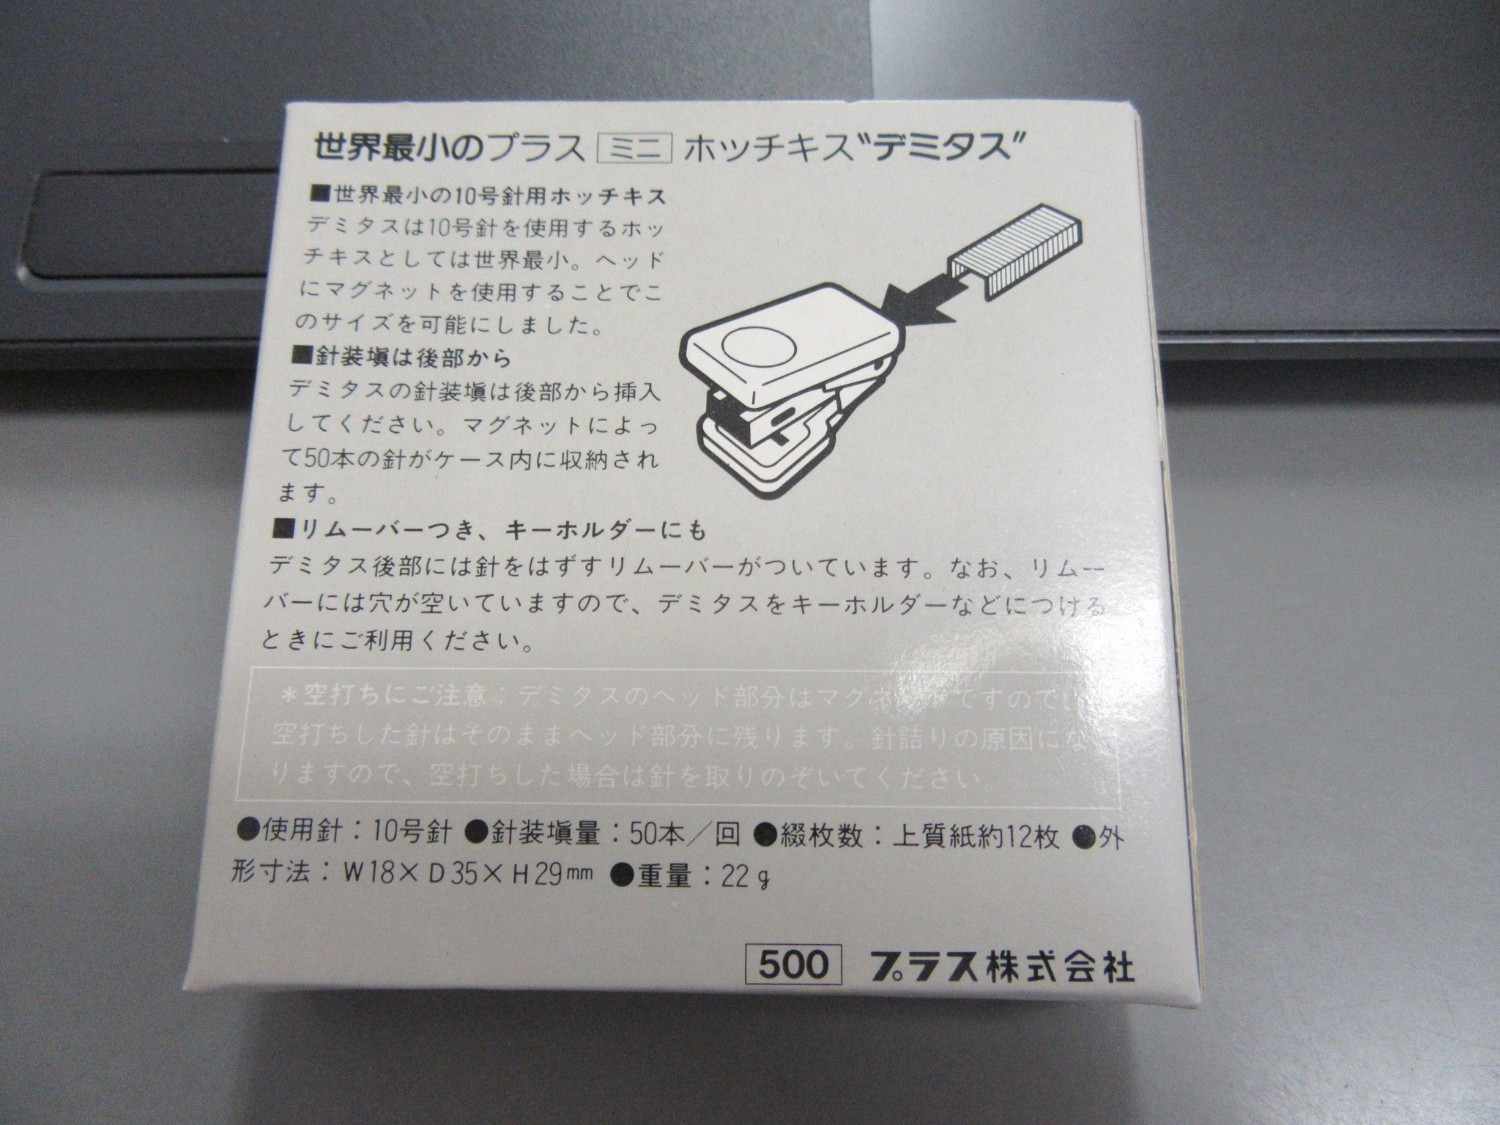 世界最小のプラス ミニ ホッチキス“デミタス”
■世界最小の10号針用ホッチキス
デミタスは10号針を使用するホッ
チキスとしては世界最小。ヘッド
にマグネットを使用することでこ
のサイズを可能にしました。
■針装塡は後部から
デミタスの針装塡は後部から挿入
してください。マグネットによっ
て50本の針がケース内に収納され
ます。
■リムーバーつき、キーホルダーにも
デミタス後部には針をはずすリムーバーがついています。なお、リムー
バーには穴が空いていますので、デミタスをキーホルダーなどにつける
ときにご利用ください。
*空打ちにご注意:デミタスのヘッド部分はマグネットですので
空打ちした針はそのままヘッド部分に残ります。針詰りの原因にな
りますので、空打ちした場合は針を取りのぞいてください。
●使用針:10号針 ●針装塡量:50本/回 ●綴枚数:上質紙約12枚 ●外
形寸法:W18×D35×H29mm ●重量:22g
500 プラス株式会社